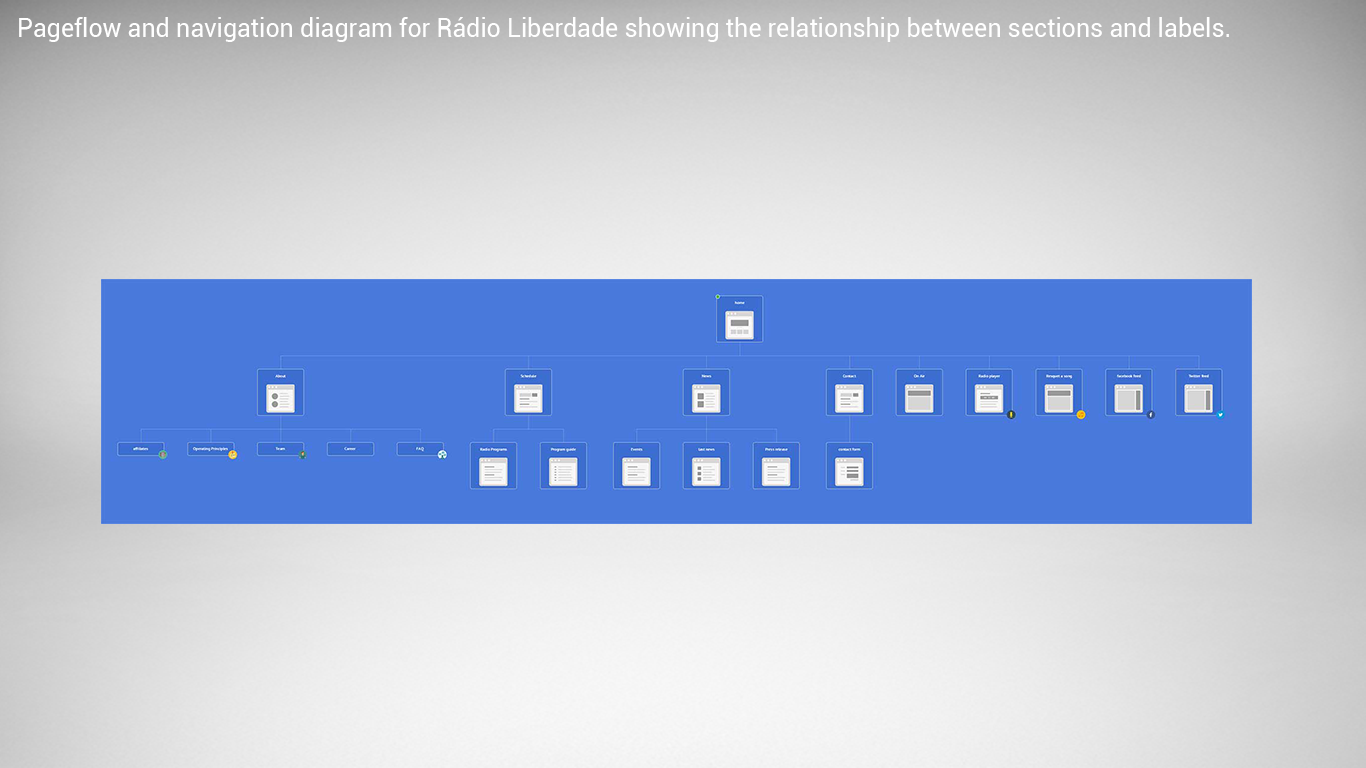 Pageflow and navigation diagram for Rádio Liberdade showing the relationship between sections and labels.
home
About
Schedule
News
Contact
On Air
Radio player
Request a song
facebook feed
Twitter feed
affiliates
Operating Principles
Team
Career
FAQ
Radio Programs
Program guide
Events
last news
Press release
contact form